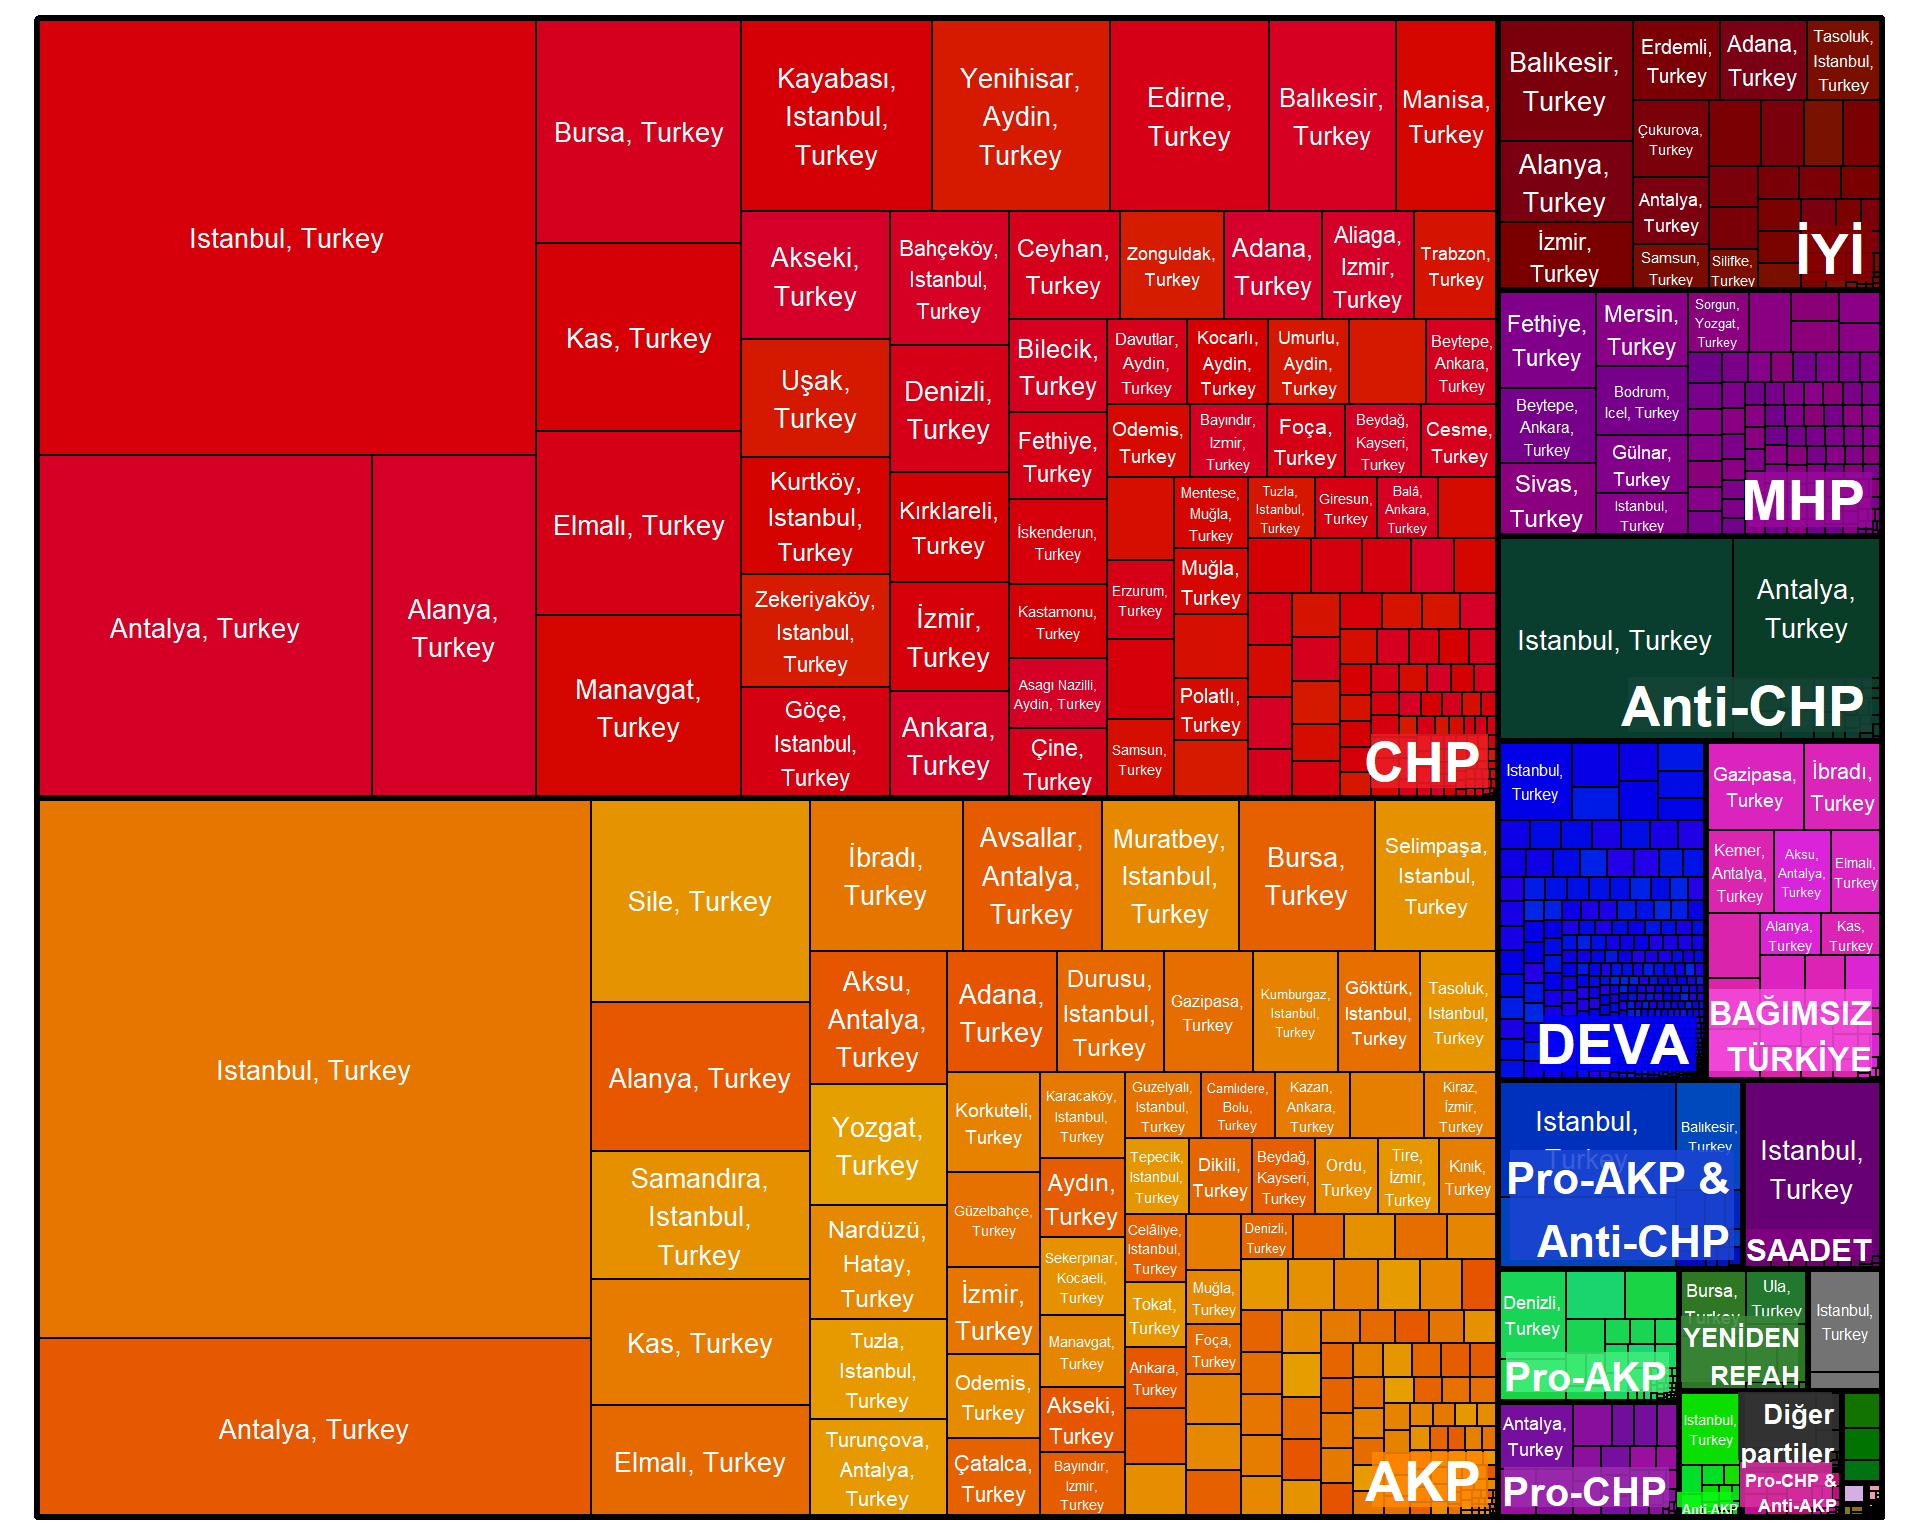 Istanbul, Turkey
Antalya, Turkey
Alanya,
Turkey
Bursa, Turkey
Kas, Turkey
Elmalı, Turkey
Manavgat,
Turkey
Kayabası,
Istanbul,
Turkey
Yenihisar,
Aydin,
Turkey
Edirne,
Turkey
Balıkesir,
Turkey
Manisa,
Turkey
Akseki,
Turkey
Uşak,
Turkey
Kurtköy,
Istanbul,
Turkey
Zekeriyaköy,
Istanbul,
Turkey
Göçe,
Istanbul,
Turkey
Bahçeköy,
Istanbul,
Turkey
Denizli,
Turkey
Kırklareli,
Turkey
İzmir,
Turkey
Ankara,
Turkey
Ceyhan,
Turkey
Zonguldak,
Turkey
Adana,
Turkey
Aliaga,
Izmir,
Turkey
Trabzon,
Turkey
Bilecik,
Turkey
Fethiye,
Turkey
İskenderun,
Turkey
Kastamonu,
Turkey
Asagı Nazilli,
Aydin, Turkey
Çine,
Turkey
Davutlar,
Aydin,
Turkey
Kocarlı,
Aydin,
Turkey
Umurlu,
Aydin,
Turkey
Beytepe,
Ankara,
Turkey
Odemis,
Turkey
Bayındır,
Izmir,
Turkey
Foça,
Turkey
Beydağ,
Kayseri,
Turkey
Cesme,
Turkey
Erzurum,
Turkey
Samsun,
Turkey
Mentese,
Muğla,
Turkey
Muğla,
Turkey
Polatlı,
Turkey
Tuzla,
Istanbul,
Turkey
Giresun,
Turkey
Balâ,
Ankara,
Turkey
CHP
Istanbul, Turkey
Antalya, Turkey
Sile, Turkey
Alanya, Turkey
Samandıra,
Istanbul,
Turkey
Kas, Turkey
Elmalı, Turkey
İbradı,
Turkey
Avsallar,
Antalya,
Turkey
Muratbey,
Istanbul,
Turkey
Bursa,
Turkey
Selimpaşa,
Istanbul,
Turkey
Aksu,
Antalya,
Turkey
Yozgat,
Turkey
Nardüzü,
Hatay,
Turkey
Tuzla,
Istanbul,
Turkey
Turunçova,
Antalya,
Turkey
Adana,
Turkey
Durusu,
Istanbul,
Turkey
Gazipasa,
Turkey
Kumburgaz,
Istanbul,
Turkey
Göktürk,
Istanbul,
Turkey
Tasoluk,
Istanbul,
Turkey
Korkuteli,
Turkey
Güzelbahçe,
Turkey
İzmir,
Turkey
Odemis,
Turkey
Çatalca,
Turkey
Karacaköy,
Istanbul,
Turkey
Aydın,
Turkey
Sekerpınar,
Kocaeli,
Turkey
Manavgat,
Turkey
Akseki,
Turkey
Bayındır,
Izmir,
Turkey
Guzelyalı,
Istanbul,
Turkey
Camlıdere,
Bolu,
Turkey
Kazan,
Ankara,
Turkey
Kiraz,
İzmir,
Turkey
Tepecik,
Istanbul,
Turkey
Dikili,
Turkey
Beydağ,
Kayseri,
Turkey
Ordu,
Turkey
Tire,
İzmir,
Turkey
Kınık,
Turkey
Celâliye,
Istanbul,
Turkey
Tokat,
Turkey
Ankara,
Turkey
Muğla,
Turkey
Foça,
Turkey
Denizli,
Turkey
AKP
Balıkesir,
Turkey
Alanya,
Turkey
İzmir,
Turkey
Erdemli,
Turkey
Adana,
Turkey
Tasoluk,
Istanbul,
Turkey
Çukurova,
Turkey
Antalya,
Turkey
Samsun,
Turkey
Silifke,
Turkey
İYİ
Fethiye,
Turkey
Beytepe,
Ankara,
Turkey
Sivas,
Turkey
Mersin,
Turkey
Bodrum,
Icel, Turkey
Gülnar,
Turkey
Istanbul,
Turkey
Sorgun,
Yozgat,
Turkey
MHP
Istanbul, Turkey
Antalya,
Turkey
Anti-CHP
Istanbul,
Turkey
DEVA
Gazipasa,
Turkey
İbradı,
Turkey
Kemer,
Antalya,
Turkey
Aksu,
Antalya,
Turkey
Elmalı,
Turkey
Alanya,
Turkey
Kas,
Turkey
BAĞIMSIZ
TÜRKİYE
Istanbul,
Turkey
Balıkesir,
Turkey
Pro-AKP &
Anti-CHP
Istanbul,
Turkey
SAADET
Denizli,
Turkey
Pro-AKP
Bursa,
Turkey
Ula,
Turkey
YENİDEN
REFAH
Istanbul,
Turkey
Antalya,
Turkey
Pro-CHP
Istanbul,
Turkey
Anti-AKP
Diğer
partiler
Pro-CHP &
Anti-AKP